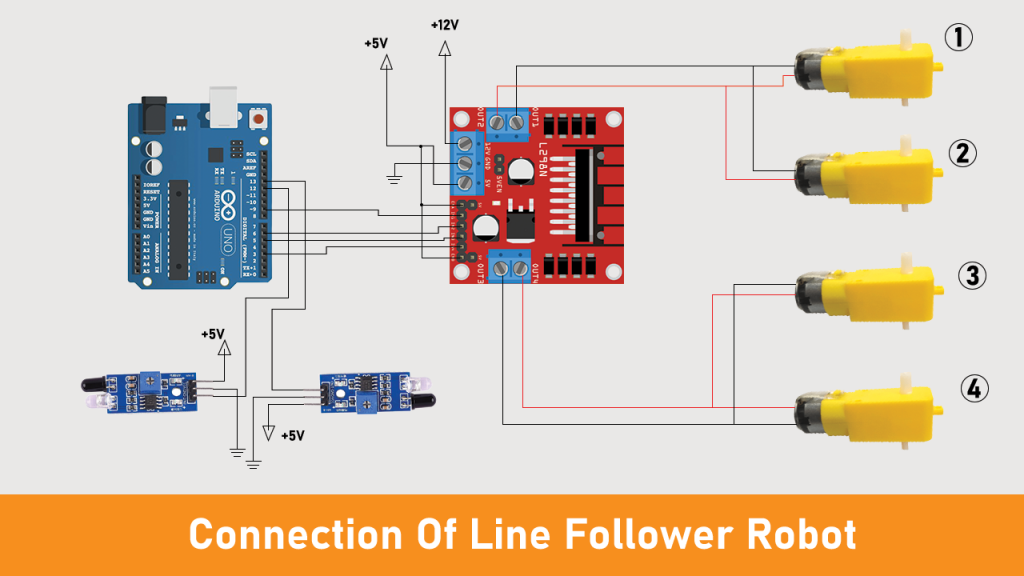 +12V
+5V
1
OUT2
OUT1
L298N
12V
GND
5V
5VEN
2
SCL
SDA
AREF
GND
13
12
~11
~10
~9
8
7
~6
~5
4
~3
2
TX→1
RX←0
IOREF
RESET
3.3V
5V
GND
GND
Vin
POWER
A0
A1
A2
A3
A4
A5
ANALOG IN
ARDUINO
UNO
DIGITAL (PWM~)
TX
RX
ON
OUT3
OUT4
3
+5V
4
+5V
Connection Of Line Follower Robot